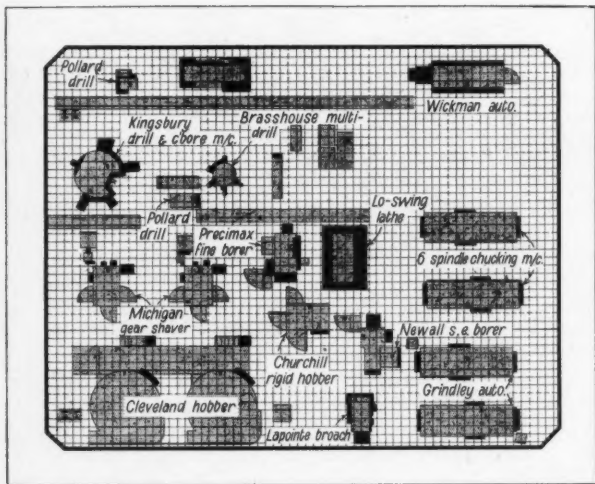 Pollard
drill
Wickman auto.
Kingsbury
drill & c'bore m/c.
Brasshouse multi-
drill
Pollard
drill
Precimax
fine borer
Lo-swing
lathe
6 spindle chucking m/c.
Michigan
gear shaver
Churchill
rigid hobber
Newall s.e. borer
Grindley auto.
Cleveland hobber
Lapointe broach